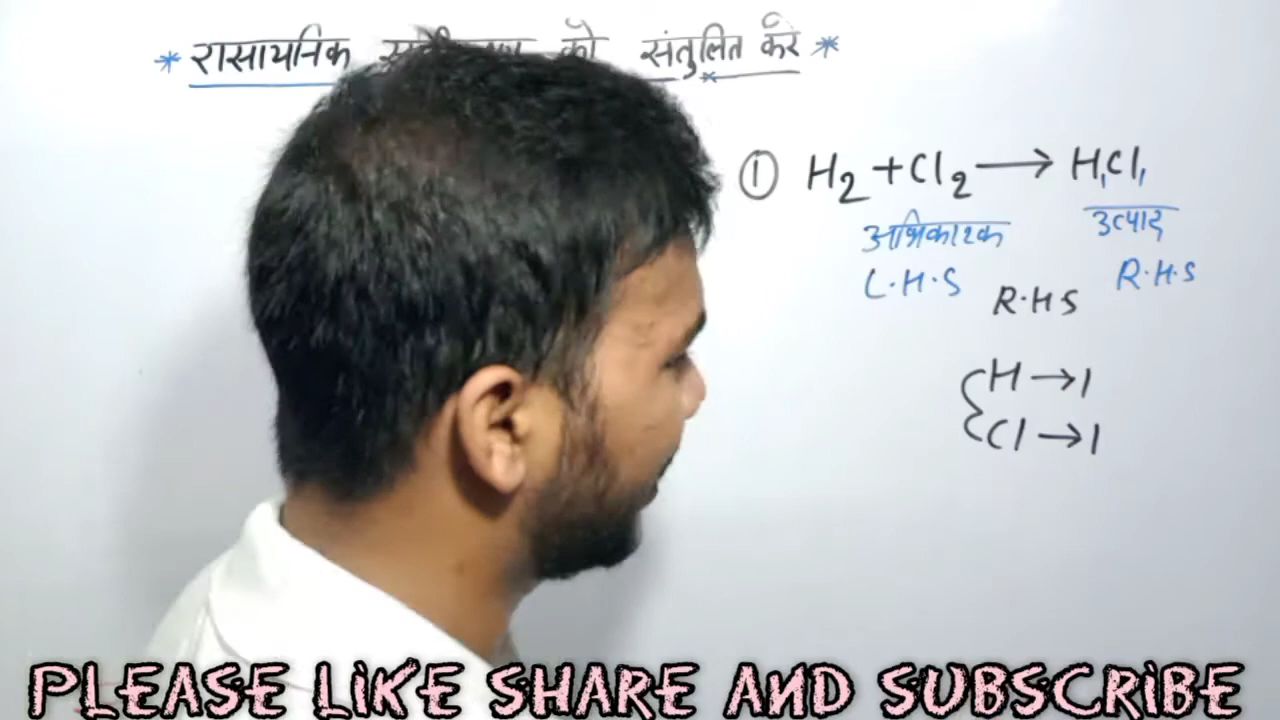 * रासायनिक को संतुलित करे *
① H₂ + Cl₂ → H₁Cl₁
अभिकारक उत्पाद
L.H.S R.H.S
R.H.S
H → 1
Cl → 1
PLEASE LIKE SHARE AND SUBSCRIBE